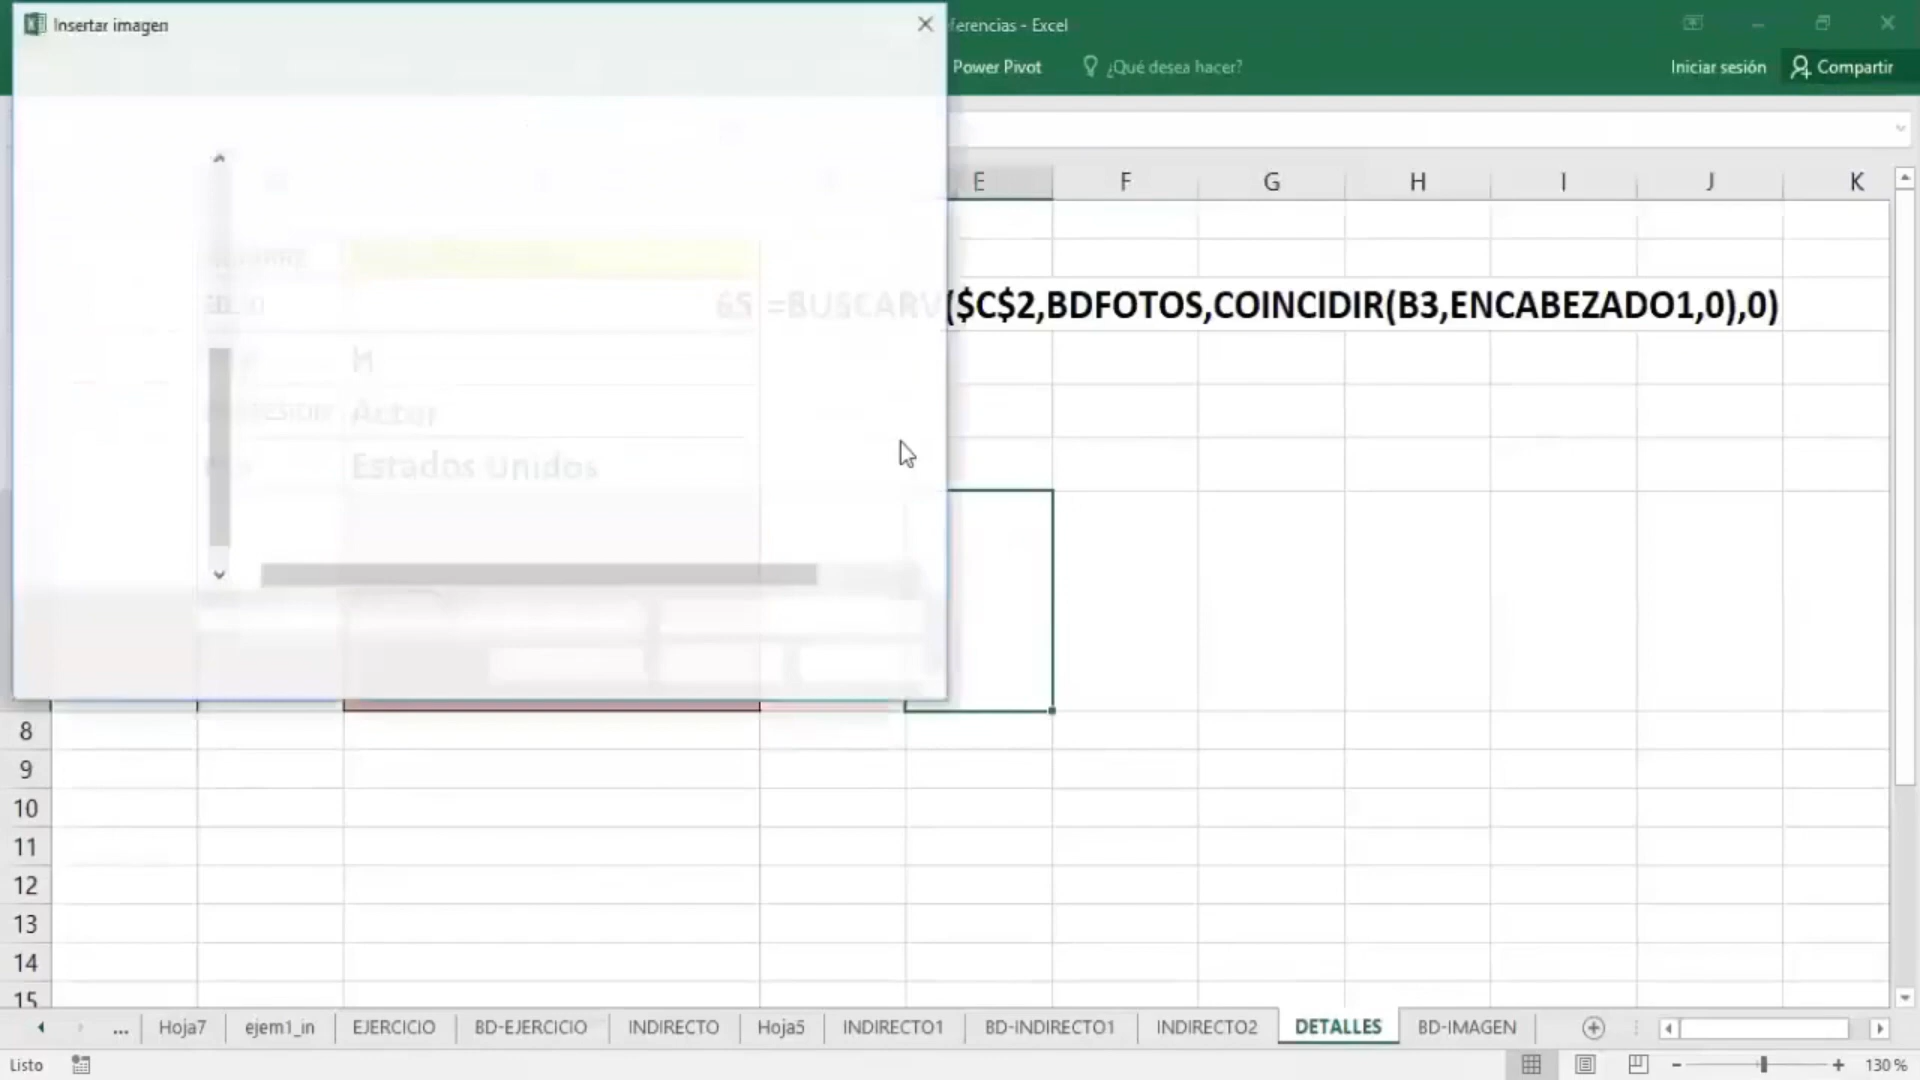 Insertar imagen
ferencias - Excel
Power Pivot
¿Qué desea hacer?
Iniciar sesión
Compartir
E F G H I J K
65 =BUSCARV($C$2,BDFOTOS,COINCIDIR(B3,ENCABEZADO1,0),0)
H
Actor
Estados Unidos
8
9
10
11
12
13
14
15
... Hoja7 ejem1_in EJERCICIO BD-EJERCICIO INDIRECTO Hoja5 INDIRECTO1 BD-INDIRECTO1 INDIRECTO2 DETALLES BD-IMAGEN
Listo
130 %